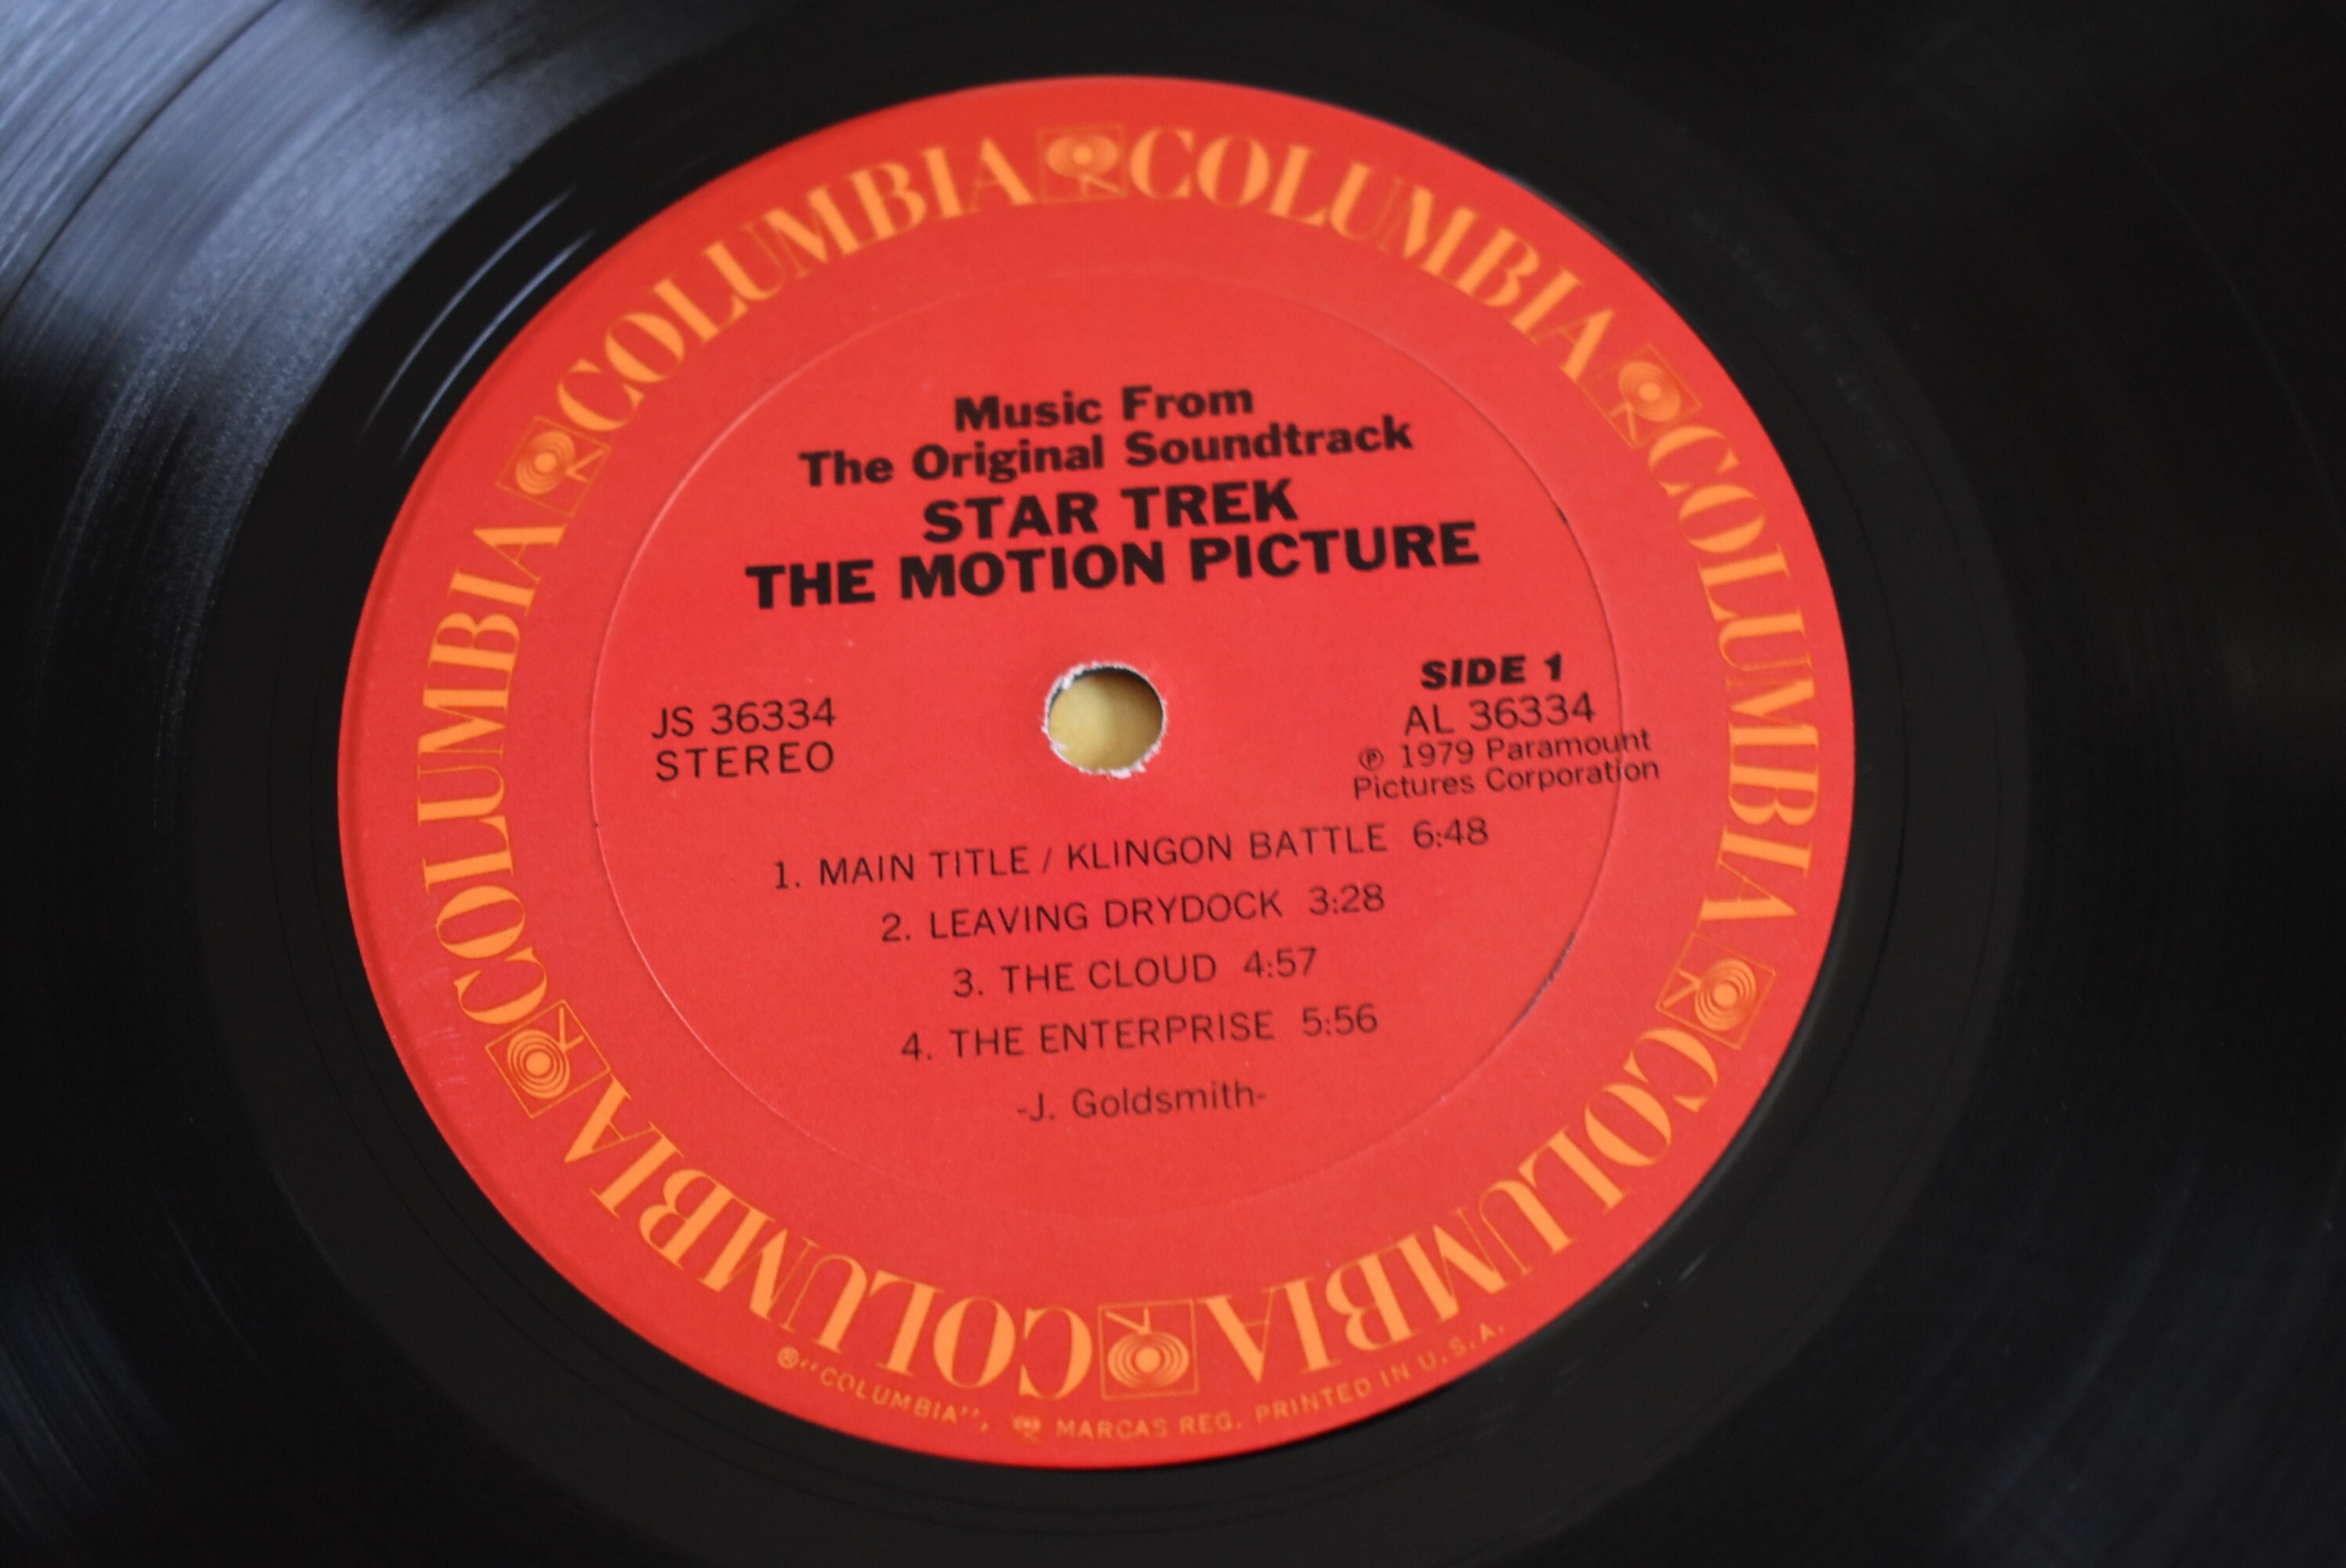 COLUMBIA COLUMBIA COLUMBIA COLUMBIA COLUMBIA COLUMBIA
Music From
The Original Soundtrack
STAR TREK
THE MOTION PICTURE
JS 36334
STEREO
SIDE 1
AL 36334
℗ 1979 Paramount
Pictures Corporation
1. MAIN TITLE / KLINGON BATTLE 6:48
2. LEAVING DRYDOCK 3:28
3. THE CLOUD 4:57
4. THE ENTERPRISE 5:56
-J. Goldsmith-
®"COLUMBIA", MARCAS REG. PRINTED IN U.S.A.